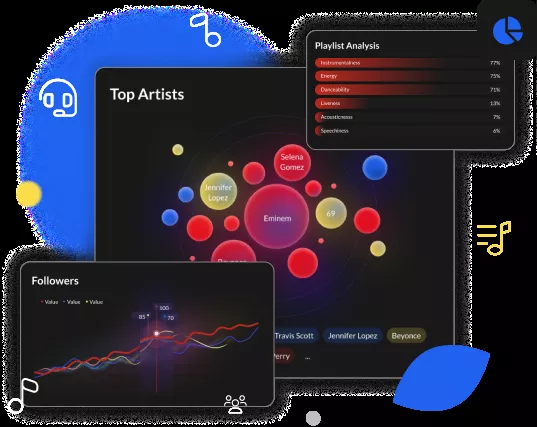 Playlist Analysis
Instrumentalness 77%
Energy 75%
Danceability 71%
Liveness 13%
Acousticness 7%
Speechiness 6%
Top Artists
Selena
Gomez
Jennifer
Lopez
Eminem
69
Travis Scott Jennifer Lopez Beyonce
...
Followers
Value Value Value
100
85 70